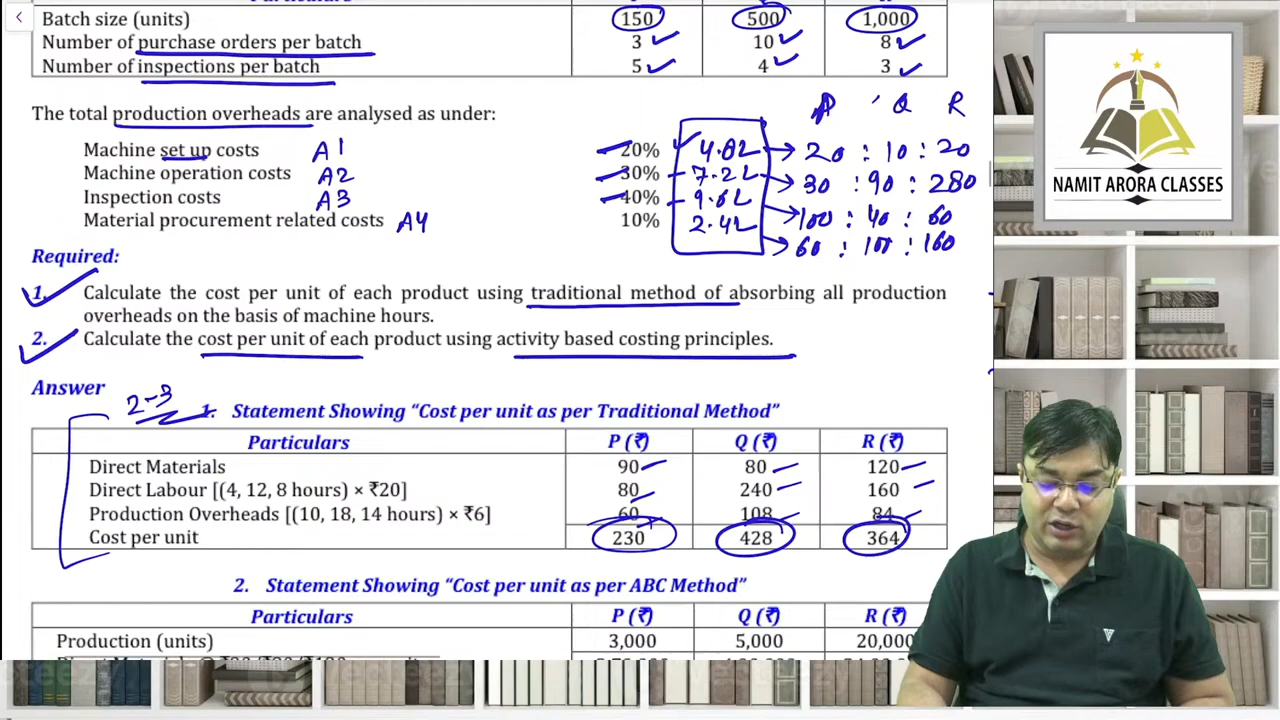 Batch size (units) 150 500 1,000
Number of purchase orders per batch 3 10 8
Number of inspections per batch 5 4 3
P Q R
The total production overheads are analysed as under:
Machine set up costs A1 20% 4.8L 20 : 10 : 20
Machine operation costs A2 30% 7.2L 30 : 90 : 280
Inspection costs A3 40% 9.6L 100 : 40 : 60
Material procurement related costs A4 10% 2.4L 60 : 100 : 160
Required:
1. Calculate the cost per unit of each product using traditional method of absorbing all production
overheads on the basis of machine hours.
2. Calculate the cost per unit of each product using activity based costing principles.
Answer
2-3
1. Statement Showing “Cost per unit as per Traditional Method”
Particulars P (₹) Q (₹) R (₹)
Direct Materials 90 80 120
Direct Labour [(4, 12, 8 hours) × ₹20] 80 240 160
Production Overheads [(10, 18, 14 hours) × ₹6] 60 108 84
Cost per unit 230 428 364
2. Statement Showing “Cost per unit as per ABC Method”
Particulars P (₹) Q (₹) R (₹)
Production (units) 3,000 5,000 20,000
NAMIT ARORA CLASSES